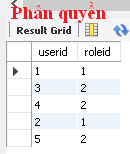 Phân quyền
Result Grid
userid roleid
1 1
3 2
4 2
2 1
5 2